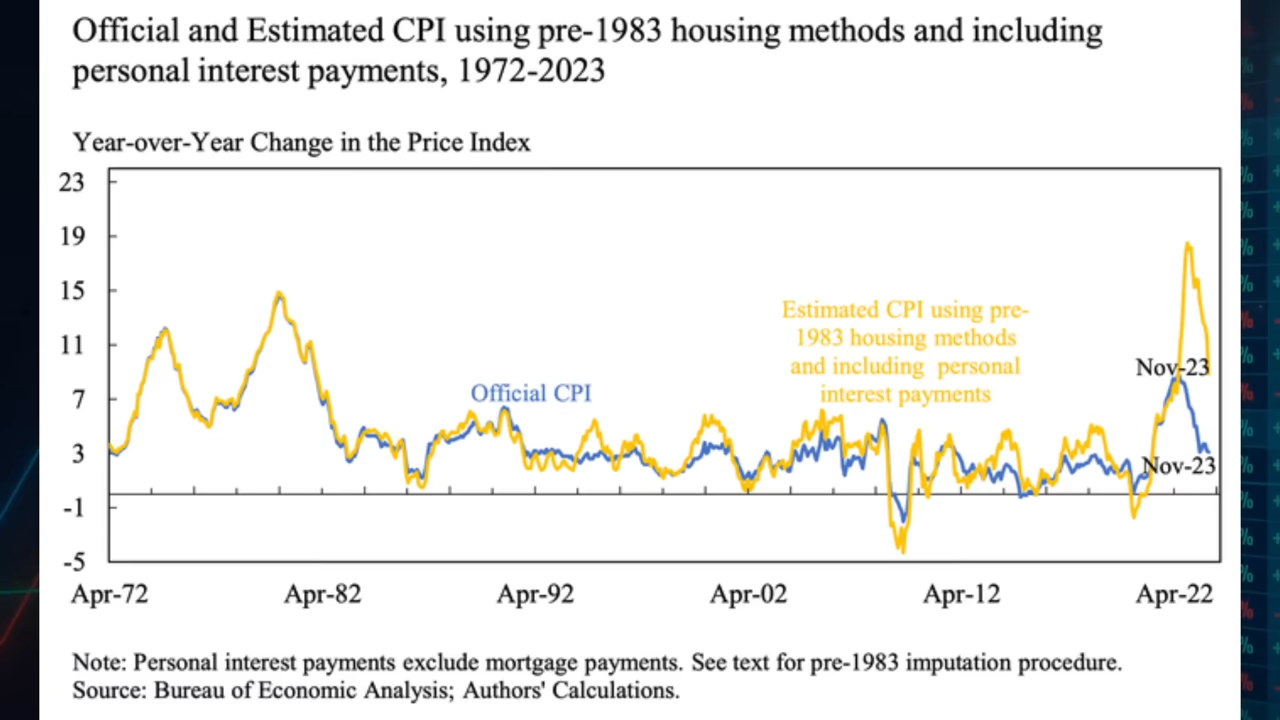 Official and Estimated CPI using pre-1983 housing methods and including
personal interest payments, 1972-2023
Year-over-Year Change in the Price Index
23
19
15
11
7
3
-1
-5
Official CPI
Estimated CPI using pre-
1983 housing methods
and including personal
interest payments
Nov-23
Nov-23
Apr-72 Apr-82 Apr-92 Apr-02 Apr-12 Apr-22
Note: Personal interest payments exclude mortgage payments. See text for pre-1983 imputation procedure.
Source: Bureau of Economic Analysis; Authors' Calculations.